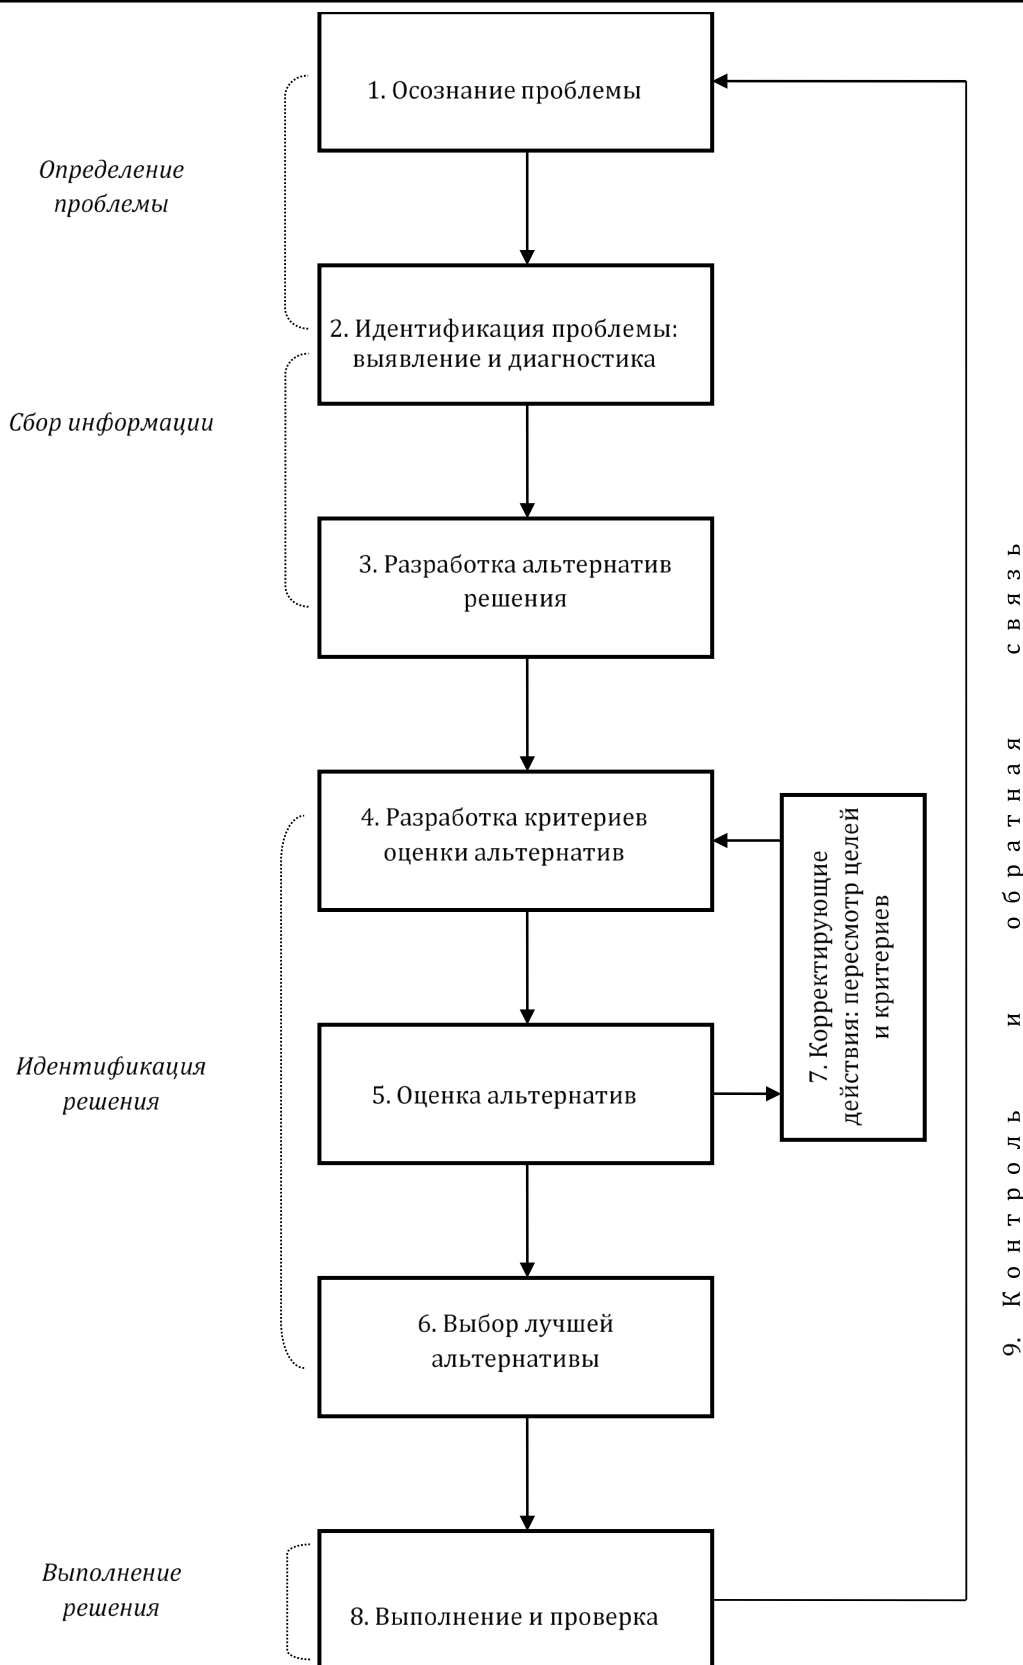 1. Осознание проблемы
Определение
проблемы
2. Идентификация проблемы:
выявление и диагностика
Сбор информации
3. Разработка альтернатив
решения
4. Разработка критериев
оценки альтернатив
7. Корректирующие
действия: пересмотр целей
и критериев
Идентификация
решения
5. Оценка альтернатив
6. Выбор лучшей
альтернативы
Выполнение
решения
8. Выполнение и проверка
9. Контроль и обратная связь